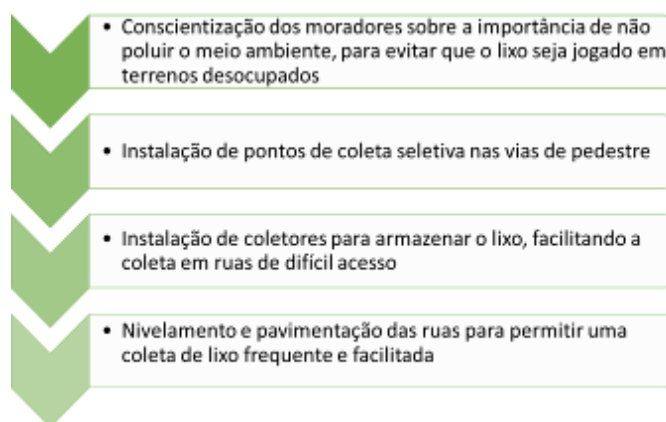 • Conscientização dos moradores sobre a importância de não
poluir o meio ambiente, para evitar que o lixo seja jogado em
terrenos desocupados
• Instalação de pontos de coleta seletiva nas vias de pedestre
• Instalação de coletores para armazenar o lixo, facilitando a
coleta em ruas de difícil acesso
• Nivelamento e pavimentação das ruas para permitir uma
coleta de lixo frequente e facilitada